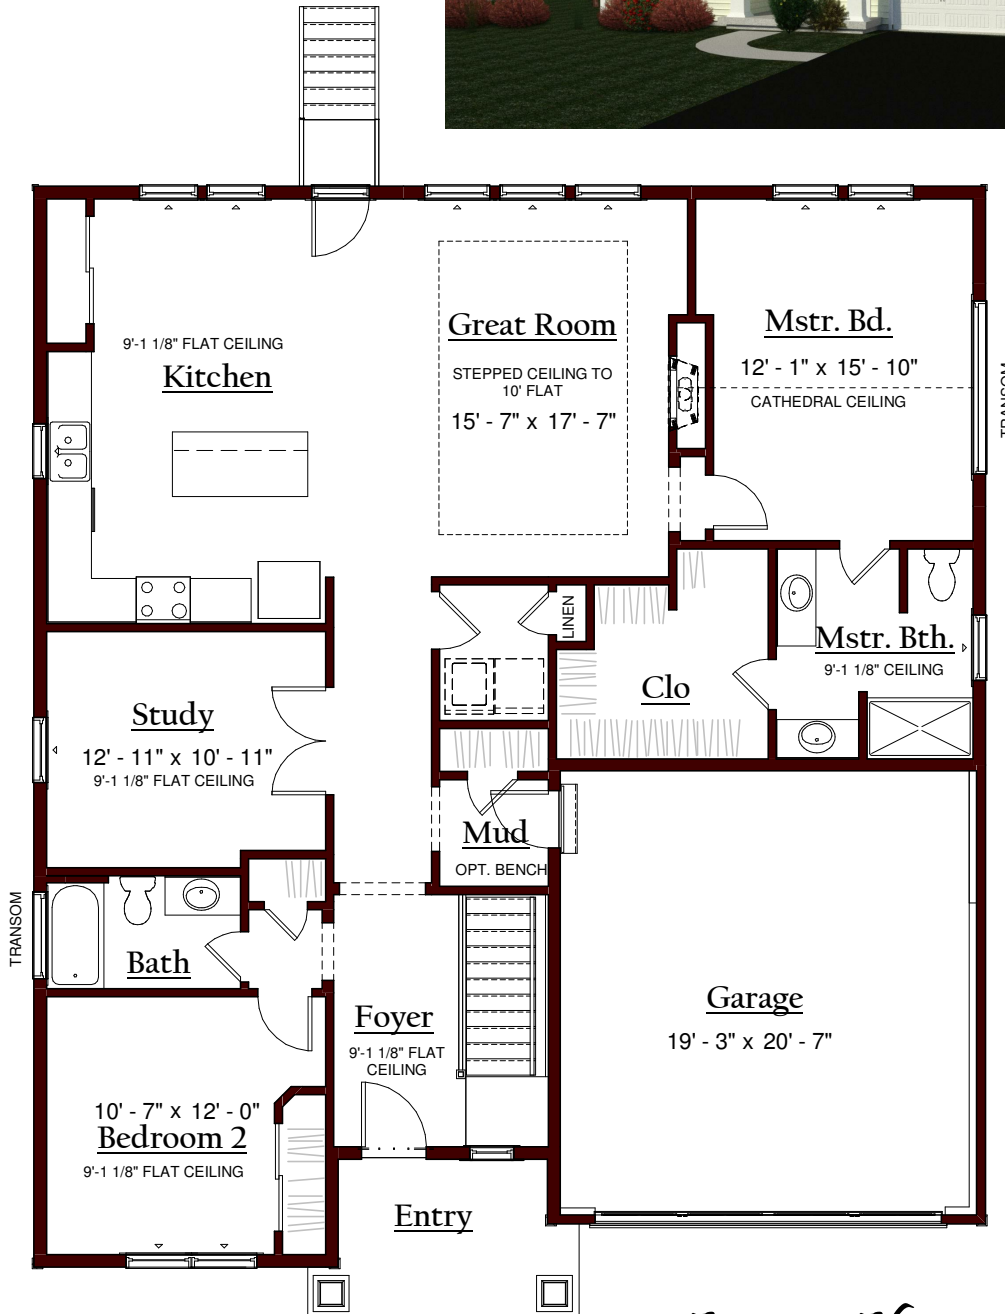 Great Room
STEPPED CEILING TO
10' FLAT
15' - 7" x 17' - 7"
9'-1 1/8" FLAT CEILING
Kitchen
Mstr. Bd.
12' - 1" x 15' - 10"
CATHEDRAL CEILING
TRANSOM
LINEN
Mstr. Bth.
9'-1 1/8" CEILING
Clo
Study
12' - 11" x 10' - 11"
9'-1 1/8" FLAT CEILING
Mud
OPT. BENCH
TRANSOM
Bath
Foyer
9'-1 1/8" FLAT
CEILING
Garage
19' - 3" x 20' - 7"
10' - 7" x 12' - 0"
Bedroom 2
9'-1 1/8" FLAT CEILING
Entry